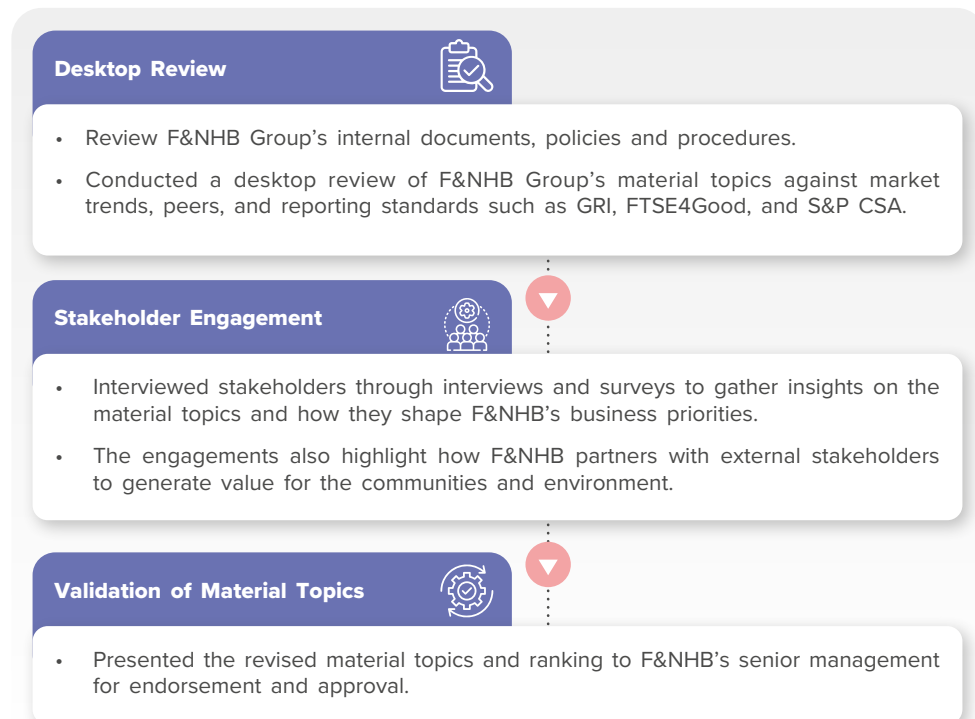 Desktop Review
• Review F&NHB Group's internal documents, policies and procedures.
• Conducted a desktop review of F&NHB Group's material topics against market
trends, peers, and reporting standards such as GRI, FTSE4Good, and S&P CSA.
Stakeholder Engagement
• Interviewed stakeholders through interviews and surveys to gather insights on the
material topics and how they shape F&NHB's business priorities.
• The engagements also highlight how F&NHB partners with external stakeholders
to generate value for the communities and environment.
Validation of Material Topics
• Presented the revised material topics and ranking to F&NHB's senior management
for endorsement and approval.